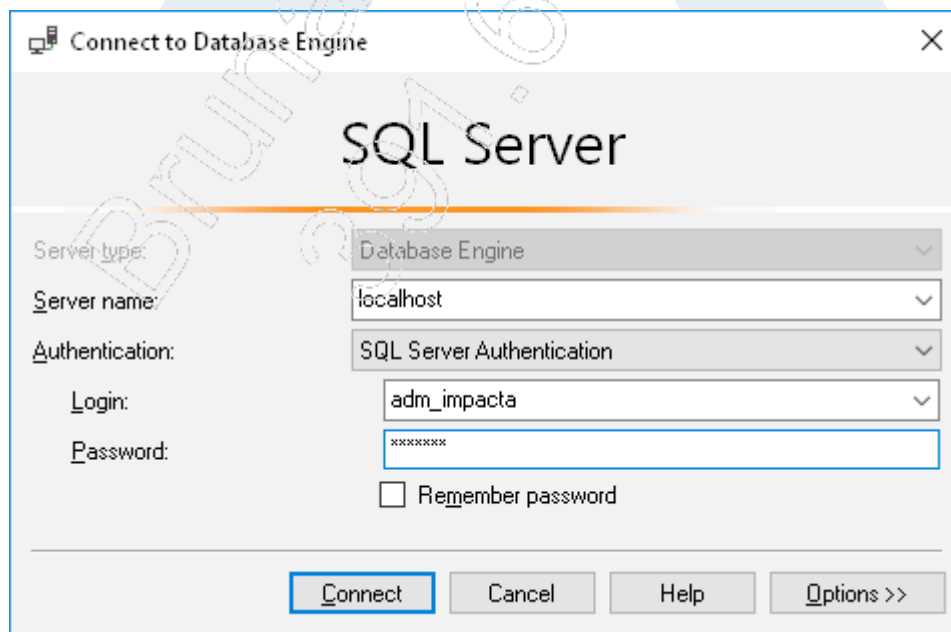 Connect to Database Engine
SQL Server
Server type: Database Engine
Server name: localhost
Authentication: SQL Server Authentication
Login: adm_impacta
Password: *******
Remember password
Connect Cancel Help Options >>